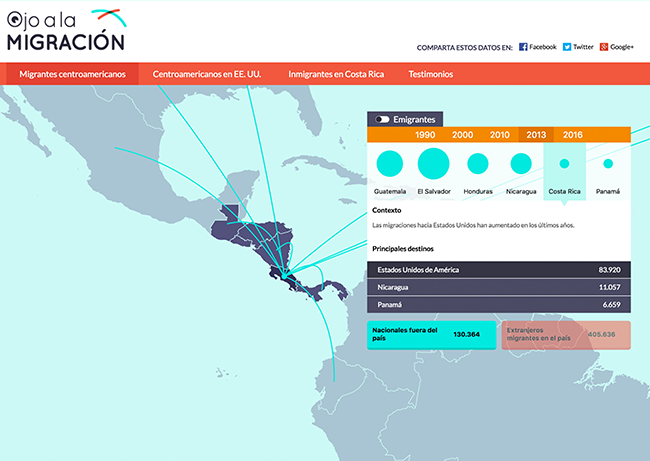 Ojo a la
MIGRACIÓN
COMPARTA ESTOS DATOS EN: Facebook Twitter Google+
Migrantes centroamericanos Centroamericanos en EE. UU. Inmigrantes en Costa Rica Testimonios
Emigrantes
1990 2000 2010 2013 2016
Guatemala El Salvador Honduras Nicaragua Costa Rica Panamá
Contexto
Las migraciones hacia Estados Unidos han aumentado en los últimos años.
Principales destinos
Estados Unidos de América 83.920
Nicaragua 11.057
Panamá 6.659
Nacionales fuera del
país 130.364
Extranjeros
migrantes en el país 405.636